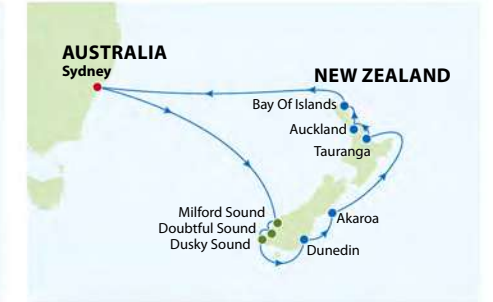 AUSTRALIA
Sydney
NEW ZEALAND
Bay Of Islands
Auckland
Tauranga
Milford Sound
Doubtful Sound
Dusky Sound
Akaroa
Dunedin